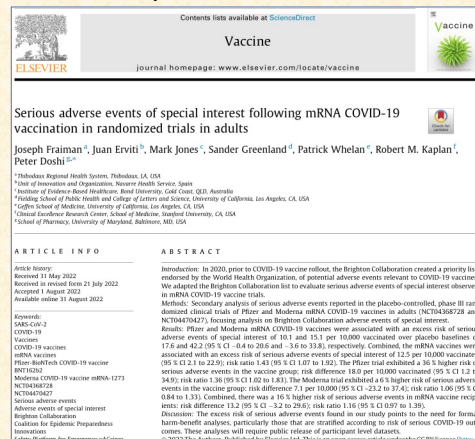 Contents lists available at ScienceDirect
Vaccine
journal homepage: www.elsevier.com/locate/vaccine
ELSEVIER
Vaccine
Serious adverse events of special interest following mRNA COVID-19
vaccination in randomized trials in adults
Check for updates
Joseph Fraiman a, Juan Erviti b, Mark Jones c, Sander Greenland d, Patrick Whelan e, Robert M. Kaplan f,
Peter Doshi g,*
a Thibodaux Regional Health System, Thibodaux, LA, USA
b Unit of Innovation and Organization, Navarre Health Service, Spain
c Institute of Evidence-Based Healthcare, Bond University, Gold Coast, QLD, Australia
d Fielding School of Public Health and College of Letters and Science, University of California, Los Angeles, CA, USA
e Geffen School of Medicine, University of California, Los Angeles, CA, USA
f Clinical Excellence Research Center, School of Medicine, Stanford University, CA, USA
g School of Pharmacy, University of Maryland, Baltimore, MD, USA
ARTICLE INFO
Article history:
Received 31 May 2022
Received in revised form 21 July 2022
Accepted 1 August 2022
Available online 31 August 2022
Keywords:
SARS-CoV-2
COVID-19
Vaccines
COVID-19 vaccines
mRNA vaccines
Pfizer-BioNTech COVID-19 vaccine
BNT162b2
Moderna COVID-19 vaccine mRNA-1273
NCT04368728
NCT04470427
Serious adverse events
Adverse events of special interest
Brighton Collaboration
Coalition for Epidemic Preparedness
Innovations
ABSTRACT
Introduction: In 2020, prior to COVID-19 vaccine rollout, the Brighton Collaboration created a priority lis
endorsed by the World Health Organization, of potential adverse events relevant to COVID-19 vaccine
We adapted the Brighton Collaboration list to evaluate serious adverse events of special interest observe
in mRNA COVID-19 vaccine trials.
Methods: Secondary analysis of serious adverse events reported in the placebo-controlled, phase III ran
domized clinical trials of Pfizer and Moderna mRNA COVID-19 vaccines in adults (NCT04368728 an
NCT04470427), focusing analysis on Brighton Collaboration adverse events of special interest.
Results: Pfizer and Moderna mRNA COVID-19 vaccines were associated with an excess risk of seriou
adverse events of special interest of 10.1 and 15.1 per 10,000 vaccinated over placebo baselines o
17.6 and 42.2 (95 % CI −0.4 to 20.6 and −3.6 to 33.8), respectively. Combined, the mRNA vaccines wer
associated with an excess risk of serious adverse events of special interest of 12.5 per 10,000 vaccinate
(95 % CI 2.1 to 22.9); risk ratio 1.43 (95 % CI 1.07 to 1.92). The Pfizer trial exhibited a 36 % higher risk o
serious adverse events in the vaccine group; risk difference 18.0 per 10,000 vaccinated (95 % CI 1.2 t
34.9); risk ratio 1.36 (95 % CI 1.02 to 1.83). The Moderna trial exhibited a 6 % higher risk of serious advers
events in the vaccine group: risk difference 7.1 per 10,000 (95 % CI −23.2 to 37.4); risk ratio 1.06 (95 % C
0.84 to 1.33). Combined, there was a 16 % higher risk of serious adverse events in mRNA vaccine recip
ients: risk difference 13.2 (95 % CI −3.2 to 29.6); risk ratio 1.16 (95 % CI 0.97 to 1.39).
Discussion: The excess risk of serious adverse events found in our study points to the need for forma
harm-benefit analyses, particularly those that are stratified according to risk of serious COVID-19 ou
comes. These analyses will require public release of participant level datasets.